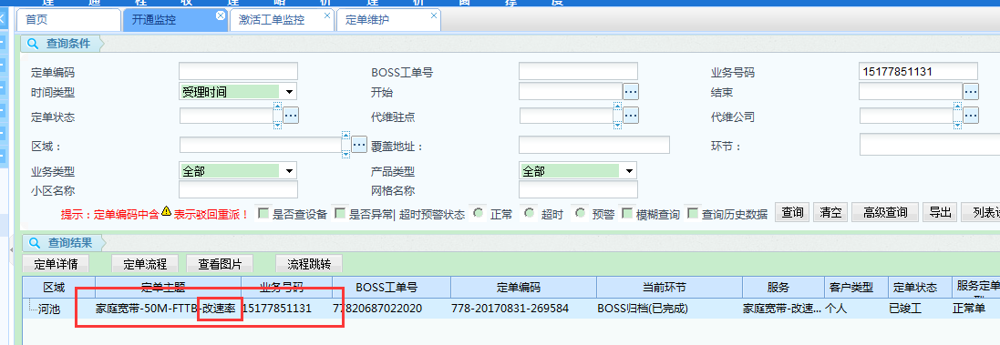 首页 开通监控 激活工单监控 定单维护
查询条件
定单编码 BOSS工单号 业务号码 15177851131
时间类型 受理时间 开始 结束
定单状态 代维驻点 代维公司
区域： 覆盖地址： 环节：
业务类型 全部 产品类型 全部
小区名称 网格名称
提示：定单编码中含 表示驳回重派！ 是否查设备 是否异常| 超时预警状态 正常 超时 预警 模糊查询 查询历史数据 查询 清空 高级查询 导出 列表
查询结果
定单详情 定单流程 查看图片 流程跳转
区域 定单主题 业务号码 BOSS工单号 定单编码 当前环节 服务 客户类型 定单状态 服务定单
河池 家庭宽带-50M-FTTB-改速率 15177851131 77820687022020 778-20170831-269584 BOSS归档(已完成) 家庭宽带-改速... 个人 已竣工 正常单